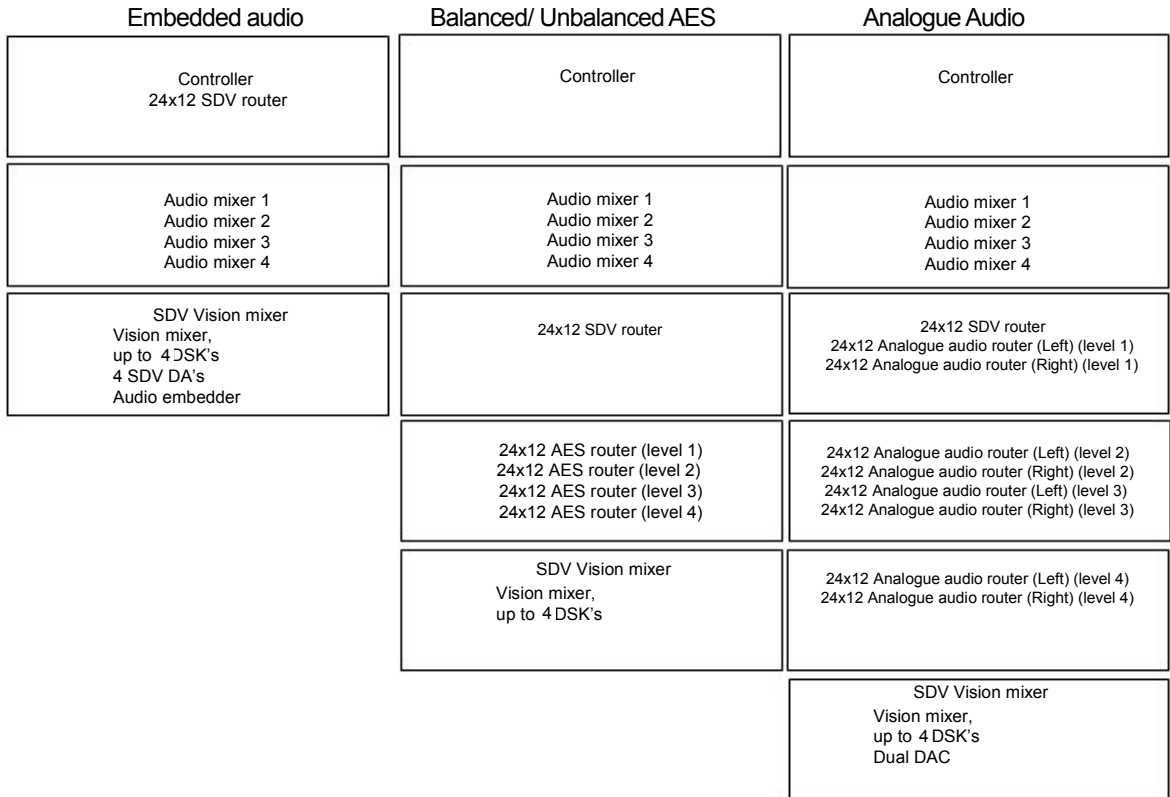 Embedded audio
Controller
24x12 SDV router
Audio mixer 1
Audio mixer 2
Audio mixer 3
Audio mixer 4
SDV Vision mixer
Vision mixer,
up to 4 DSK's
4 SDV DA's
Audio embedder
Balanced/ Unbalanced AES
Controller
Audio mixer 1
Audio mixer 2
Audio mixer 3
Audio mixer 4
24x12 SDV router
24x12 AES router (level 1)
24x12 AES router (level 2)
24x12 AES router (level 3)
24x12 AES router (level 4)
SDV Vision mixer
Vision mixer,
up to 4 DSK's
Analogue Audio
Controller
Audio mixer 1
Audio mixer 2
Audio mixer 3
Audio mixer 4
24x12 SDV router
24x12 Analogue audio router (Left) (level 1)
24x12 Analogue audio router (Right) (level 1)
24x12 Analogue audio router (Left) (level 2)
24x12 Analogue audio router (Right) (level 2)
24x12 Analogue audio router (Left) (level 3)
24x12 Analogue audio router (Right) (level 3)
24x12 Analogue audio router (Left) (level 4)
24x12 Analogue audio router (Right) (level 4)
SDV Vision mixer
Vision mixer,
up to 4 DSK's
Dual DAC